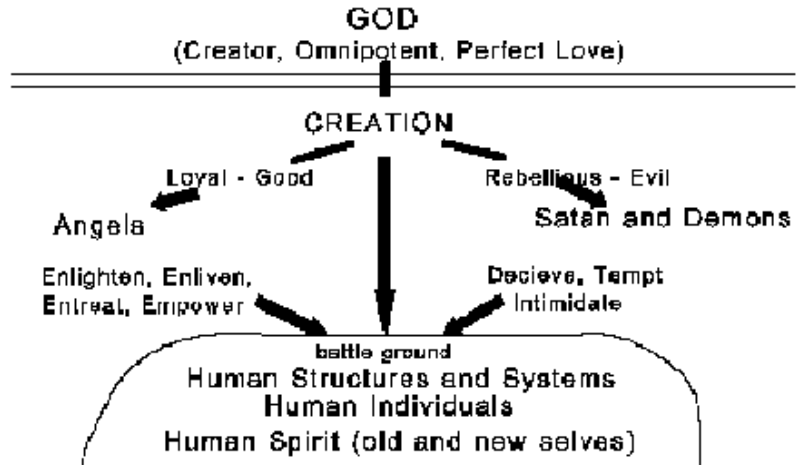 GOD
(Creator, Omnipotent, Perfect Love)
CREATION
Loyal - Good
Rebellious - Evil
Angels
Satan and Demons
Enlighten, Enliven,
Entreat, Empower
Decieve, Tempt
Intimidate
battle ground
Human Structures and Systems
Human Individuals
Human Spirit (old and new selves)